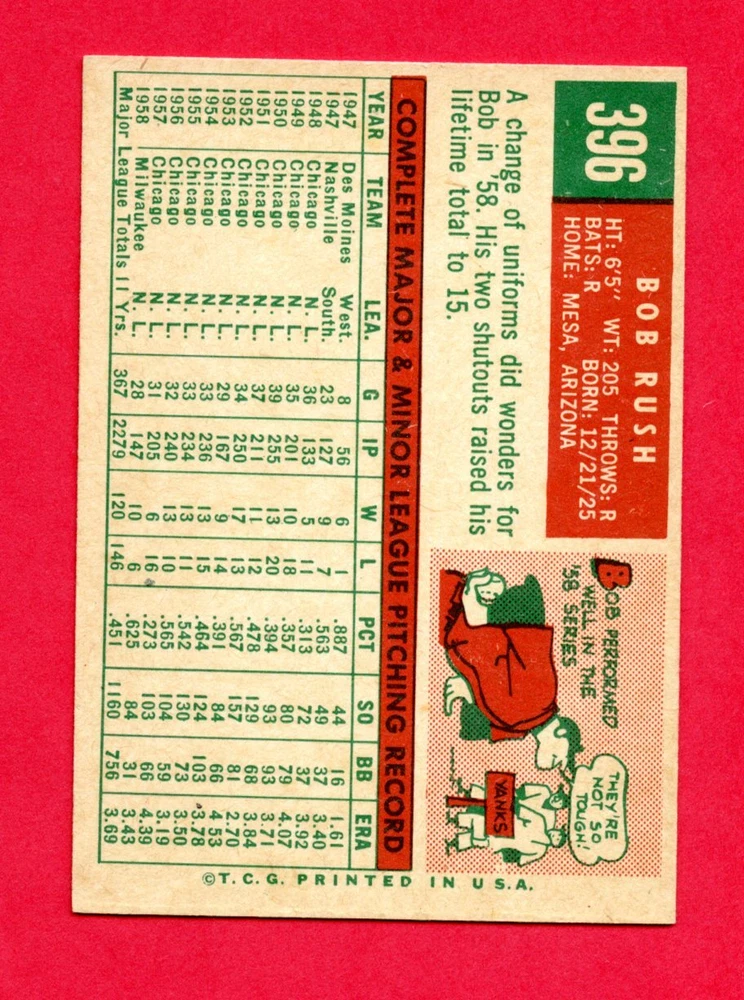 396
BOB RUSH
HT: 6'5" WT: 205 THROWS: R
BATS: R BORN: 12/21/25
HOME: MESA, ARIZONA
A change of uniforms did wonders for
Bob in '58. His two shutouts raised his
lifetime total to 15.
BOB PERFORMED
WELL IN THE
'58 SERIES
THEY'RE
NOT SO
TOUGH!
YANKS
COMPLETE MAJOR & MINOR LEAGUE PITCHING RECORD
YEAR TEAM LEA. G IP W L PCT SO BB ERA
1947 Des Moines West. 8 56 6 1 .887 44 16 1.61
1947 Nashville South. 23 127 9 7 .563 49 37 3.40
1948 Chicago N. L. 36 133 5 11 .313 72 37 3.92
1949 Chicago N. L. 35 201 10 18 .357 80 79 4.07
1950 Chicago N. L. 39 255 13 20 .394 93 93 3.71
1951 Chicago N. L. 37 211 11 12 .478 129 68 3.84
1952 Chicago N. L. 34 250 17 13 .567 157 81 2.70
1953 Chicago N. L. 29 167 9 14 .391 84 66 4.53
1954 Chicago N. L. 33 236 13 15 .464 124 103 3.78
1955 Chicago N. L. 33 234 13 11 .542 130 73 3.50
1956 Chicago N. L. 32 240 13 10 .565 104 59 3.19
1957 Chicago N. L. 31 205 6 16 .273 103 66 4.39
1958 Milwaukee N. L. 28 147 10 6 .625 84 31 3.43
Major League Totals 11 Yrs. 367 2279 120 146 .451 1160 756 3.69
©T.C.G. PRINTED IN U.S.A.